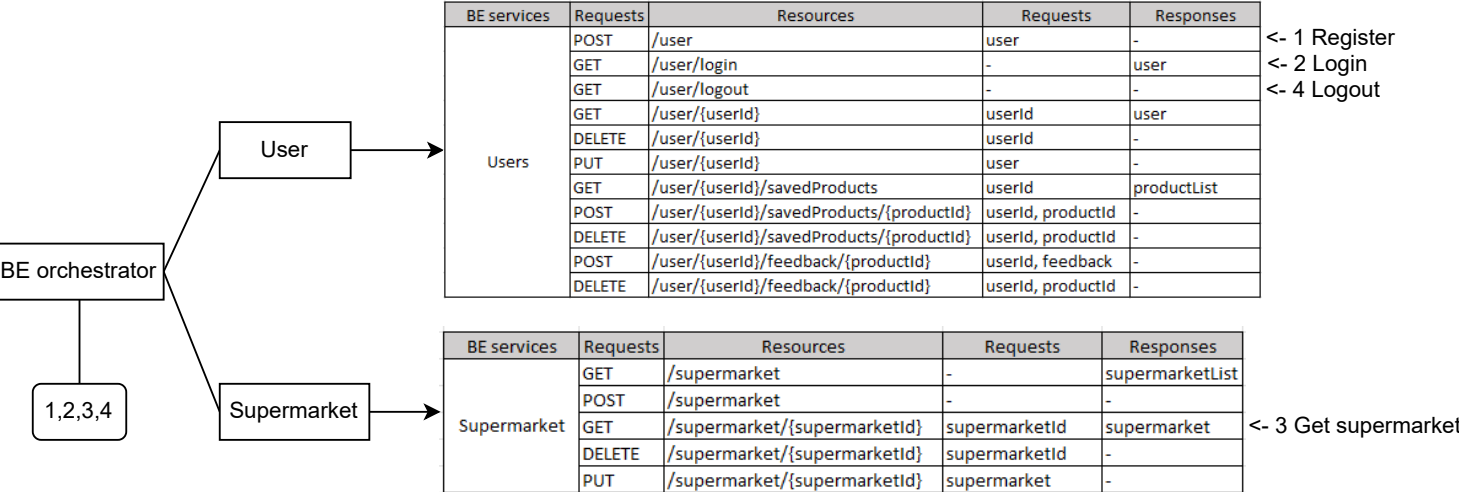 BE services Requests Resources Requests Responses
POST /user user - <- 1 Register
GET /user/login - user <- 2 Login
GET /user/logout - - <- 4 Logout
GET /user/{userId} userId user
DELETE /user/{userId} userId -
User
Users PUT /user/{userId} user -
GET /user/{userId}/savedProducts userId productList
POST /user/{userId}/savedProducts/{productId} userId, productId -
DELETE /user/{userId}/savedProducts/{productId} userId, productId -
BE orchestrator
POST /user/{userId}/feedback/{productId} userId, feedback -
DELETE /user/{userId}/feedback/{productId} userId, productId -
BE services Requests Resources Requests Responses
GET /supermarket - supermarketList
POST /supermarket - -
1,2,3,4
Supermarket
Supermarket GET /supermarket/{supermarketId} supermarketId supermarket <- 3 Get supermarket
DELETE /supermarket/{supermarketId} supermarketId -
PUT /supermarket/{supermarketId} supermarket -